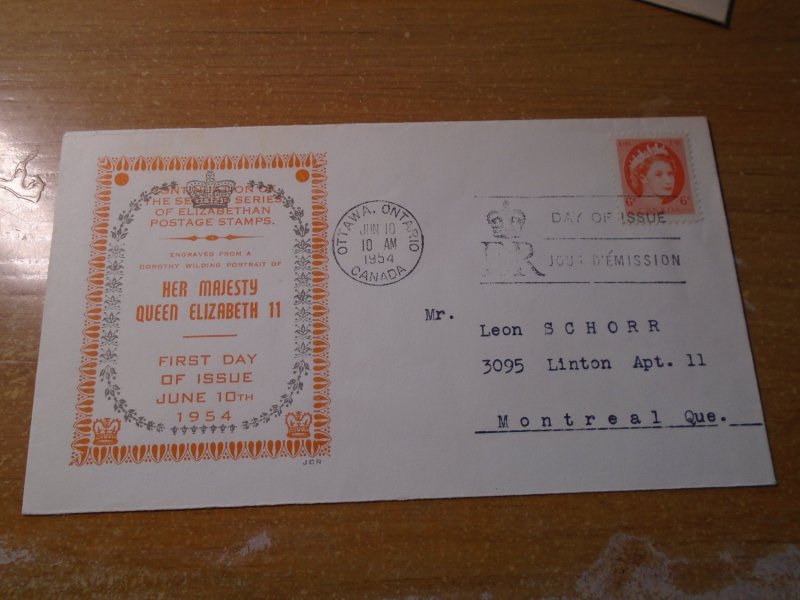 CONTINUATION OF
THE SECOND SERIES
OF ELIZABETHAN
POSTAGE STAMPS.
ENGRAVED FROM A
DOROTHY WILDING PORTRAIT OF
HER MAJESTY
QUEEN ELIZABETH 11
FIRST DAY
OF ISSUE
JUNE 10TH
1954
JCR
OTTAWA, ONTARIO
JUN 10
10 AM
1954
CANADA
DAY OF ISSUE
EIIR
JOUR D'ÉMISSION
6¢ 6¢
Mr.
Leon SCHORR
3095 Linton Apt. 11
Montreal Que.